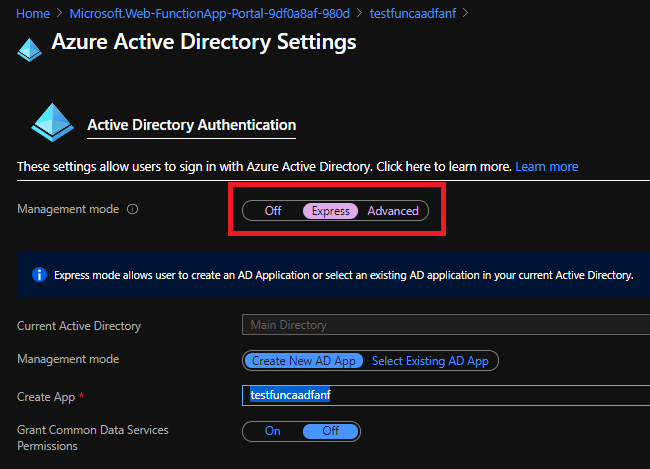 Home > Microsoft.Web-FunctionApp-Portal-9df0a8af-980d > testfuncaadfanf >
Azure Active Directory Settings
Active Directory Authentication
These settings allow users to sign in with Azure Active Directory. Click here to learn more. Learn more
Management mode
Off Express Advanced
Express mode allows user to create an AD Application or select an existing AD application in your current Active Directory.
Current Active Directory
Main Directory
Management mode
Create New AD App Select Existing AD App
Create App *
testfuncaadfanf
Grant Common Data Services
Permissions
On Off